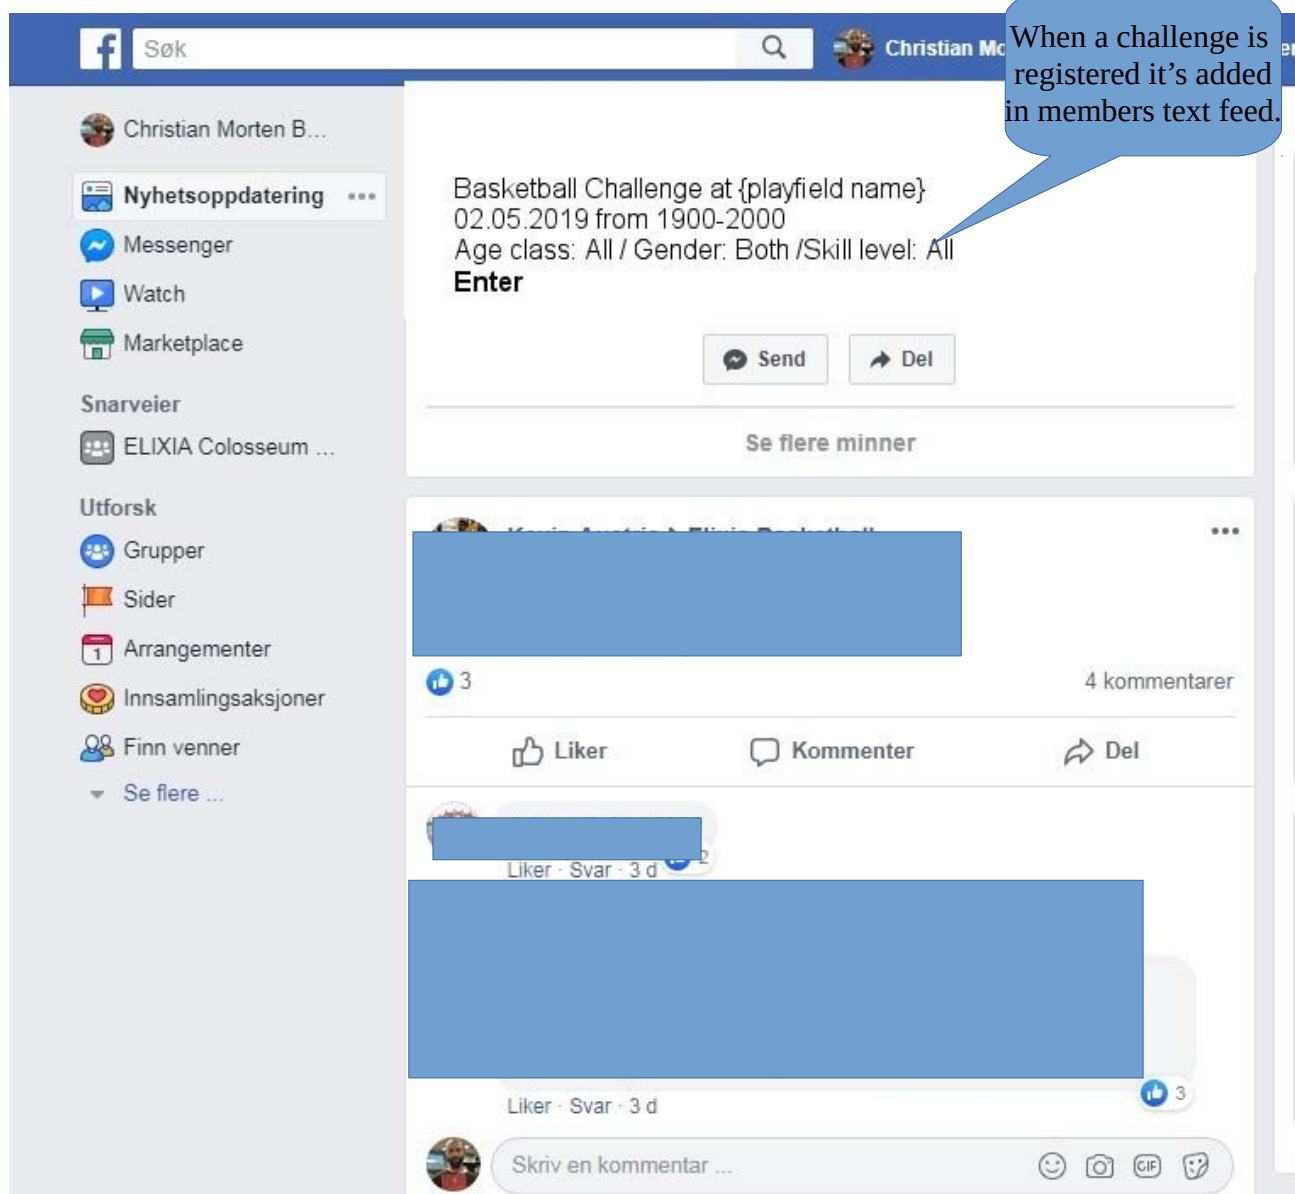 Søk
Christian Mo
When a challenge is
registered it’s added
in members text feed.
Christian Morten B...
Nyhetsoppdatering
Messenger
Watch
Marketplace
Snarveier
ELIXIA Colosseum ...
Utforsk
Grupper
Sider
1
Arrangementer
Innsamlingsaksjoner
Finn venner
Se flere ...
Basketball Challenge at {playfield name}
02.05.2019 from 1900-2000
Age class: All / Gender: Both /Skill level: All
Enter
Send
Del
Se flere minner
3
4 kommentarer
Liker
Kommenter
Del
2
Liker · Svar · 3 d
3
Liker · Svar · 3 d
Skriv en kommentar ...
GIF